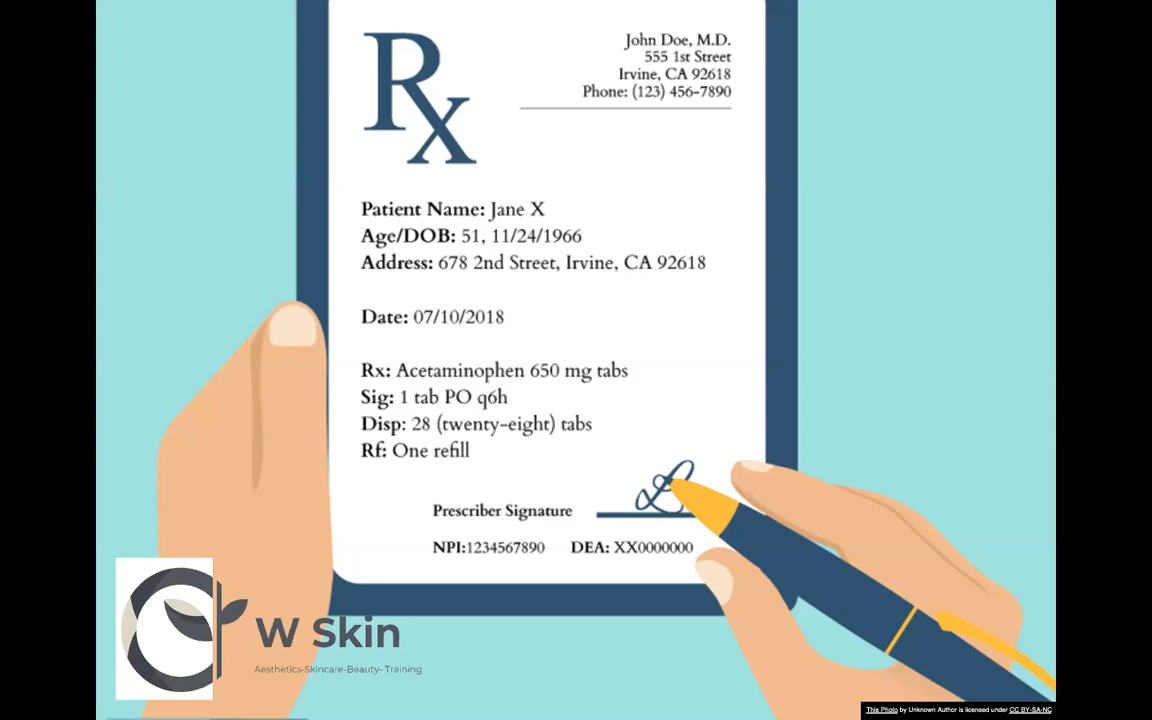 Rx
John Doe, M.D.
555 1st Street
Irvine, CA 92618
Phone: (123) 456-7890
Patient Name: Jane X
Age/DOB: 51, 11/24/1966
Address: 678 2nd Street, Irvine, CA 92618
Date: 07/10/2018
Rx: Acetaminophen 650 mg tabs
Sig: 1 tab PO q6h
Disp: 28 (twenty-eight) tabs
Rf: One refill
Prescriber Signature
NPI:1234567890 DEA: XX0000000
W Skin
Aesthetics-Skincare-Beauty- Training
This Photo by Unknown Author is licensed under CC BY-SA-NC